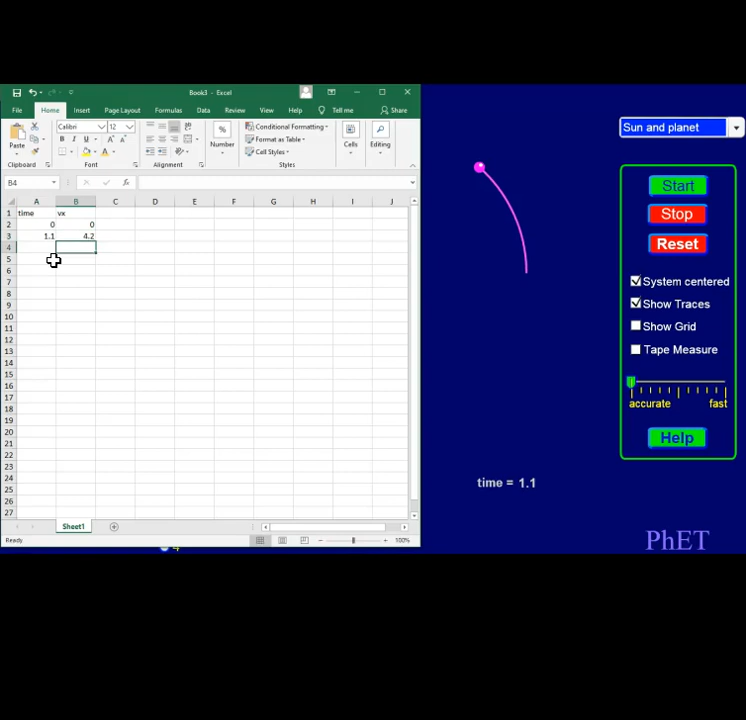 Book3 - Excel
File Home Insert Page Layout Formulas Data Review View Help Tell me Share
Paste
Calibri 12
B I U
A A
Number
Conditional Formatting
Format as Table
Cell Styles
Cells
Editing
Clipboard Font Alignment Styles
B4
fx
A B C D E F G H I J
1 time vx
2 0 0
3 1.1 4.2
4
5
6
7
8
9
10
11
12
13
14
15
16
17
18
19
20
21
22
23
24
25
26
27
Sheet1
Ready 100%
4
Sun and planet
Start
Stop
Reset
System centered
Show Traces
Show Grid
Tape Measure
accurate fast
Help
time = 1.1
PhET